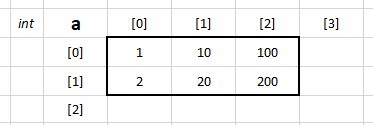 int a [0] [1] [2] [3]
[0] 1 10 100
[1] 2 20 200
[2]